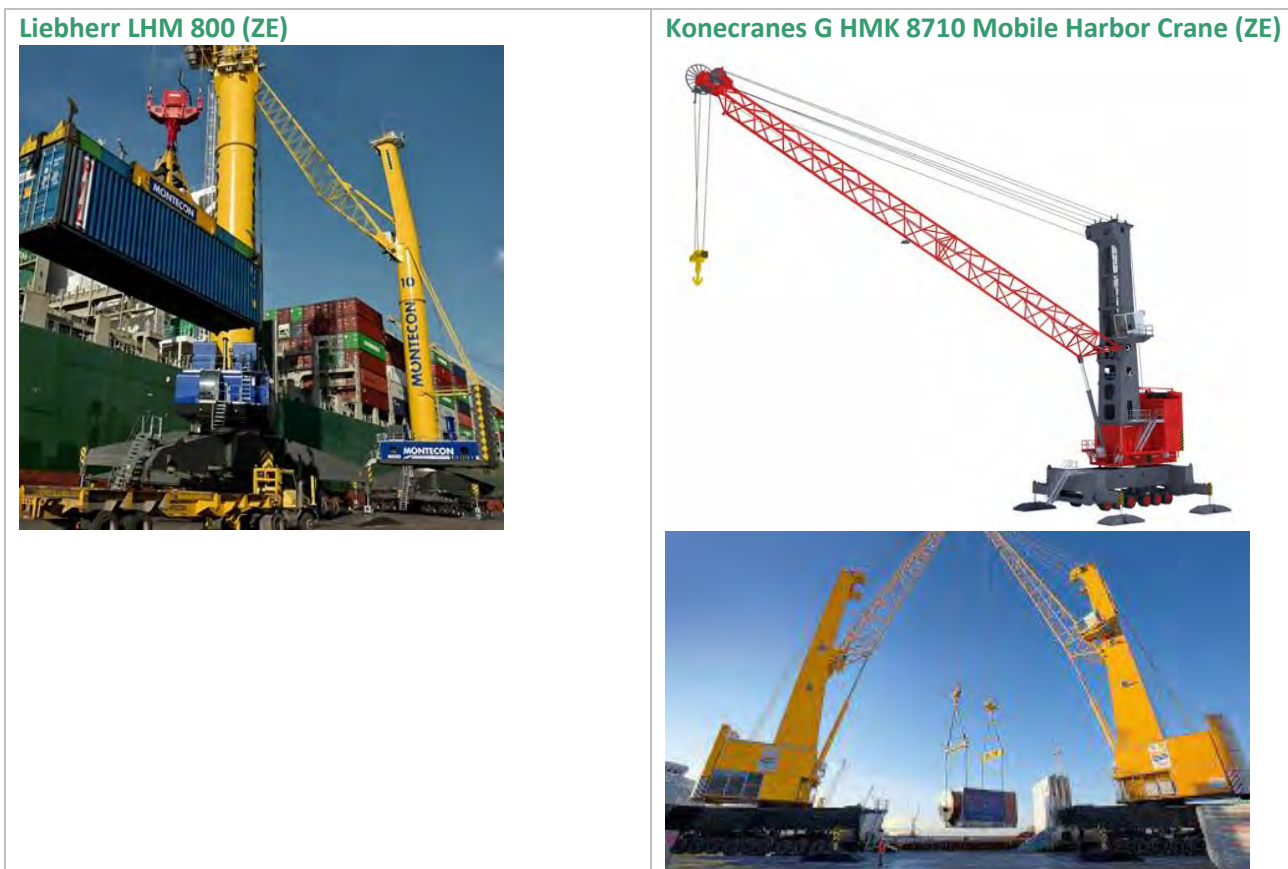 Liebherr LHM 800 (ZE)
Konecranes G HMK 8710 Mobile Harbor Crane (ZE)
MONTECON
10
MONTECON
MONTECON